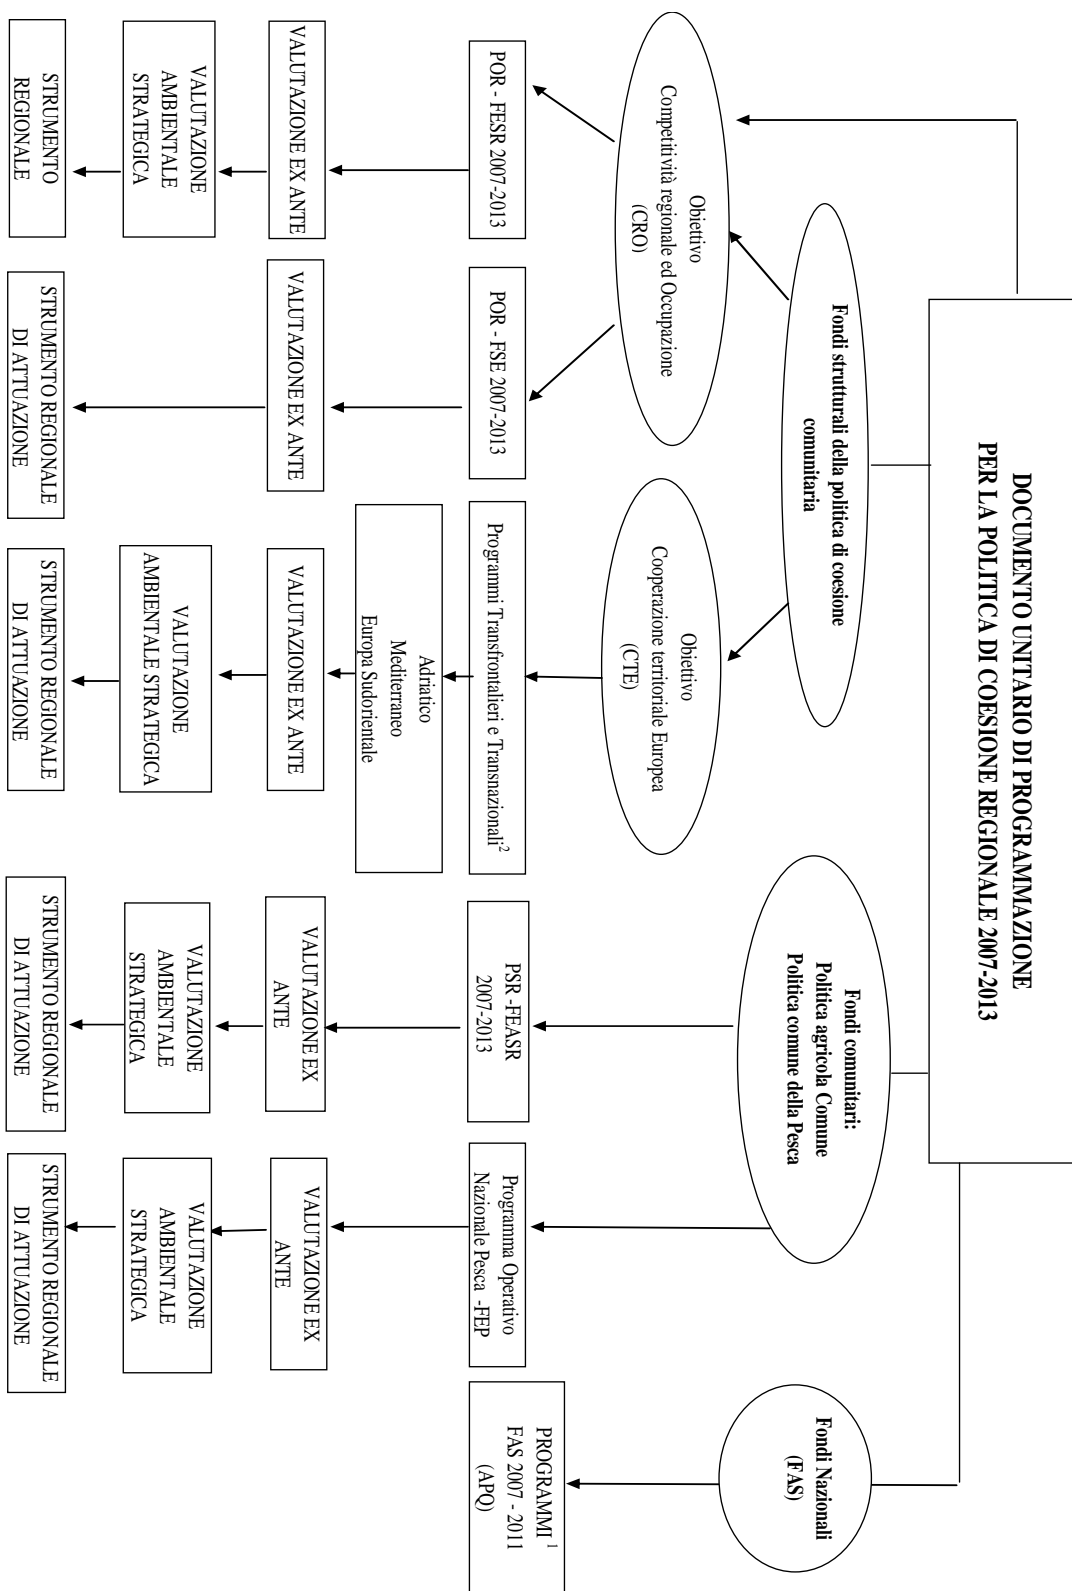 DOCUMENTO UNITARIO DI PROGRAMMAZIONE
PER LA POLITICA DI COESIONE REGIONALE 2007-2013
Fondi strutturali della politica di coesione
comunitaria
Fondi comunitari:
Politica agricola Comune
Politica comune della Pesca
Fondi Nazionali
(FAS)
Obiettivo
Competitività regionale ed Occupazione
(CRO)
Obiettivo
Cooperazione territoriale Europea
(CTE)
POR - FESR 2007-2013
POR - FSE 2007-2013
Programmi Transfrontalieri e Transnazionali2
PSR -FEASR
2007-2013
Programma Operativo
Nazionale Pesca -FEP
PROGRAMMI 1
FAS 2007 - 2011
(APQ)
Adriatico
Mediterraneo
Europa Sudorientale
VALUTAZIONE EX ANTE
VALUTAZIONE EX ANTE
VALUTAZIONE EX ANTE
VALUTAZIONE EX
ANTE
VALUTAZIONE EX
ANTE
VALUTAZIONE
AMBIENTALE
STRATEGICA
VALUTAZIONE
AMBIENTALE STRATEGICA
VALUTAZIONE
AMBIENTALE
STRATEGICA
VALUTAZIONE
AMBIENTALE
STRATEGICA
STRUMENTO
REGIONALE
STRUMENTO REGIONALE
DI ATTUAZIONE
STRUMENTO REGIONALE
DI ATTUAZIONE
STRUMENTO REGIONALE
DI ATTUAZIONE
STRUMENTO REGIONALE
DI ATTUAZIONE